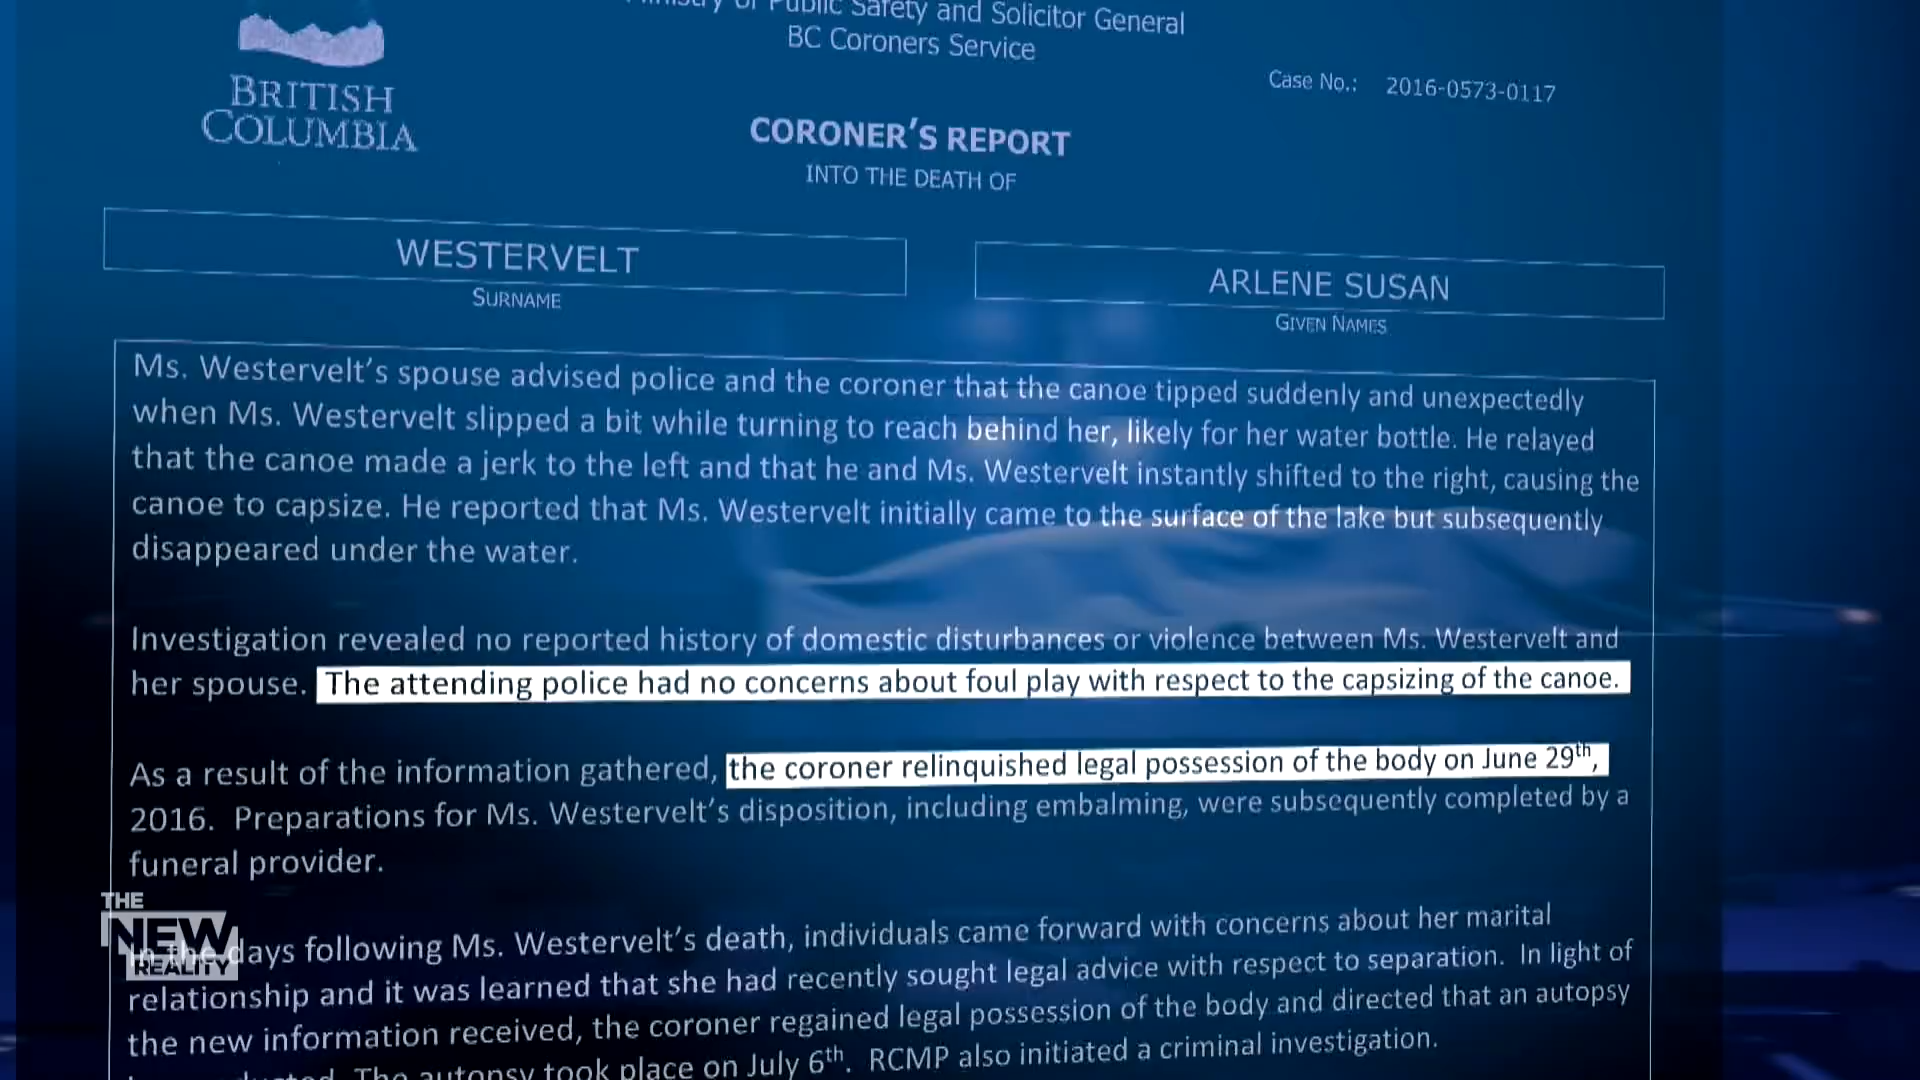 Ministry of Public Safety and Solicitor General
BC Coroners Service
BRITISH
COLUMBIA
Case No.: 2016-0573-0117
CORONER'S REPORT
INTO THE DEATH OF
WESTERVELT
SURNAME
ARLENE SUSAN
GIVEN NAMES
Ms. Westervelt's spouse advised police and the coroner that the canoe tipped suddenly and unexpectedly
when Ms. Westervelt slipped a bit while turning to reach behind her, likely for her water bottle. He relayed
that the canoe made a jerk to the left and that he and Ms. Westervelt instantly shifted to the right, causing the
canoe to capsize. He reported that Ms. Westervelt initially came to the surface of the lake but subsequently
disappeared under the water.
Investigation revealed no reported history of domestic disturbances or violence between Ms. Westervelt and
her spouse. The attending police had no concerns about foul play with respect to the capsizing of the canoe.
As a result of the information gathered, the coroner relinquished legal possession of the body on June 29th,
2016. Preparations for Ms. Westervelt's disposition, including embalming, were subsequently completed by a
funeral provider.
In the days following Ms. Westervelt's death, individuals came forward with concerns about her marital
relationship and it was learned that she had recently sought legal advice with respect to separation. In light of
the new information received, the coroner regained legal possession of the body and directed that an autopsy
The autopsy took place on July 6th. RCMP also initiated a criminal investigation.
THE
NEW
REALITY